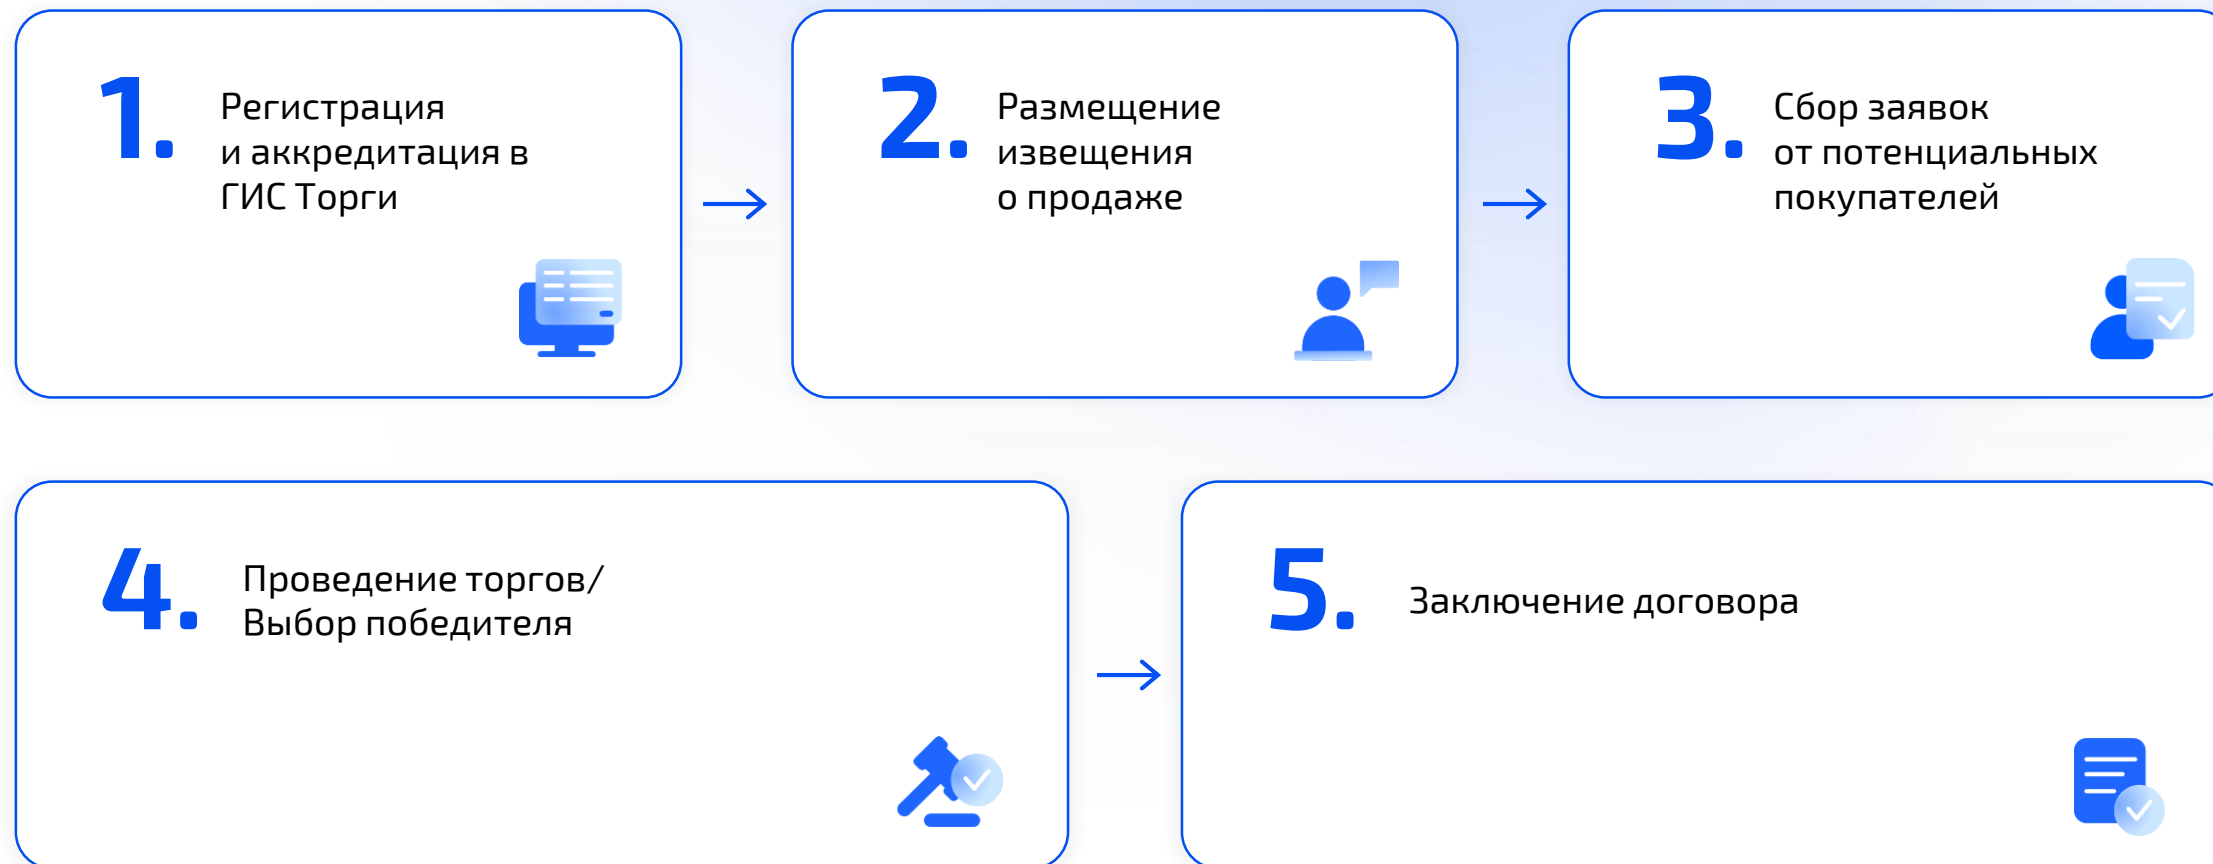 1.
Регистрация
и аккредитация в
ГИС Торги
2.
Размещение
извещения
о продаже
3.
Сбор заявок
от потенциальных
покупателей
4.
Проведение торгов/
Выбор победителя
5.
Заключение договора